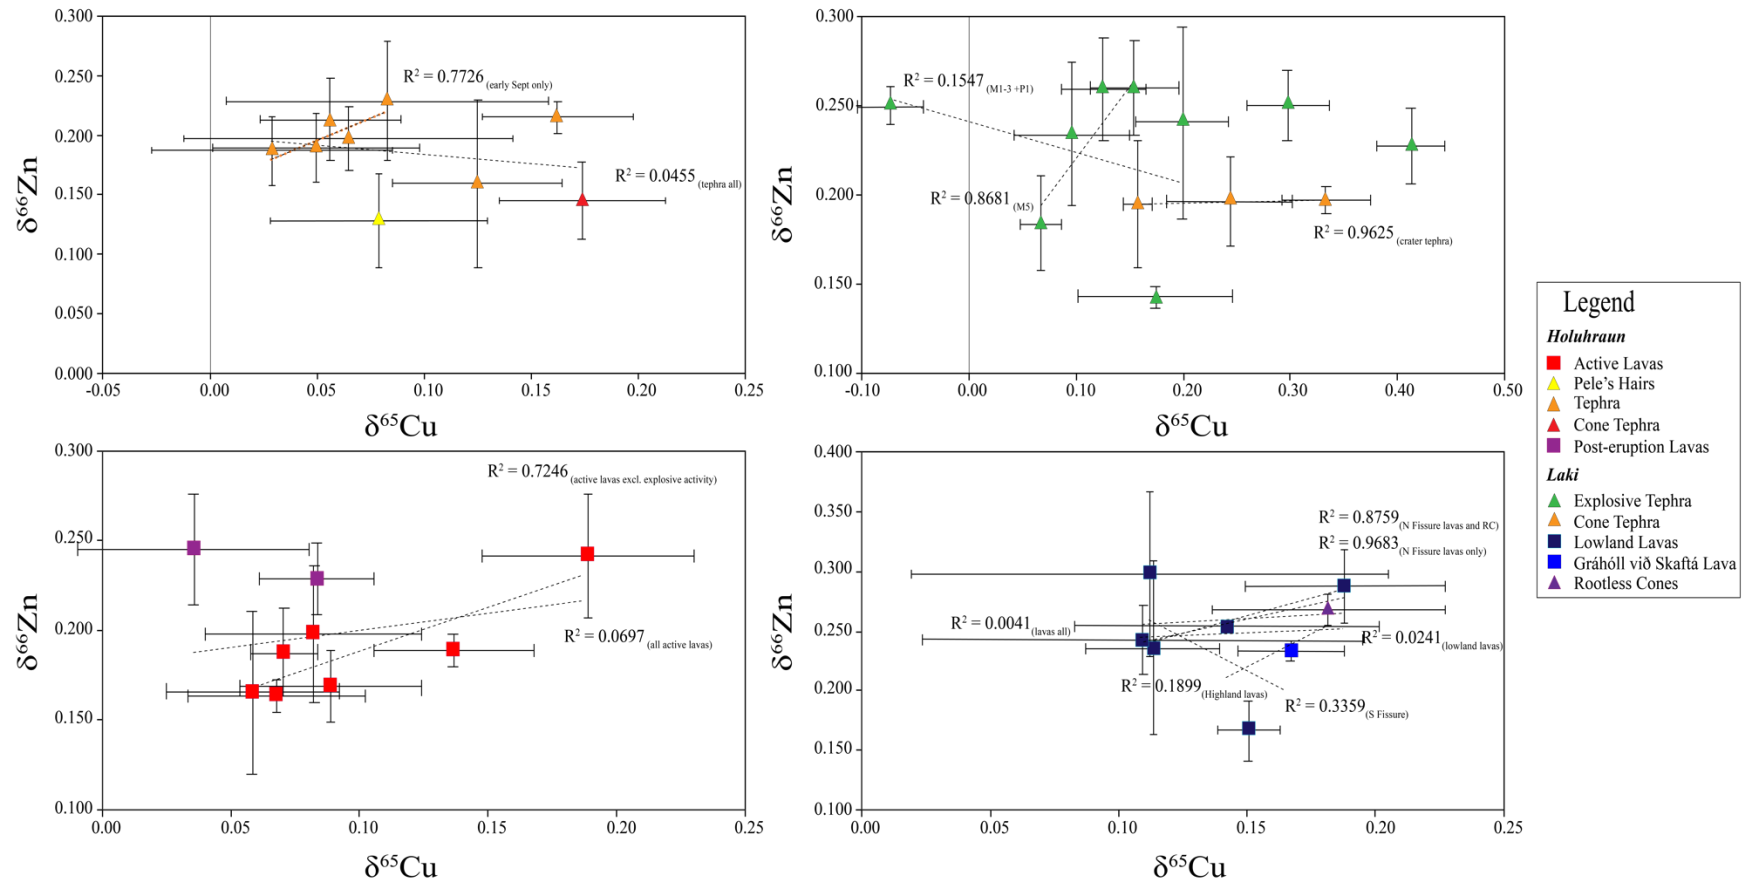 0.300
0.250
0.200
0.150
0.100
0.050
0.000
δ⁶⁶Zn
-0.05
0.00
0.05
0.10
0.15
0.20
0.25
δ⁶⁵Cu
R² = 0.7726 (early Sept only)
R² = 0.0455 (tephra all)
0.300
0.250
0.200
0.150
0.100
δ⁶⁶Zn
-0.10
0.00
0.10
0.20
0.30
0.40
0.50
δ⁶⁵Cu
R² = 0.1547 (M1-3 +P1)
R² = 0.8681 (M5)
R² = 0.9625 (crater tephra)
0.300
0.250
0.200
0.150
0.100
δ⁶⁶Zn
0.00
0.05
0.10
0.15
0.20
0.25
δ⁶⁵Cu
R² = 0.7246 (active lavas excl. explosive activity)
R² = 0.0697 (all active lavas)
0.400
0.350
0.300
0.250
0.200
0.150
0.100
δ⁶⁶Zn
0.00
0.05
0.10
0.15
0.20
0.25
δ⁶⁵Cu
R² = 0.8759 (N Fissure lavas and RC)
R² = 0.9683 (N Fissure lavas only)
R² = 0.0041 (lavas all)
R² = 0.0241 (lowland lavas)
R² = 0.1899 (Highland lavas)
R² = 0.3359 (S Fissure)
Legend
Holuhraun
Active Lavas
Pele's Hairs
Tephra
Cone Tephra
Post-eruption Lavas
Laki
Explosive Tephra
Cone Tephra
Lowland Lavas
Gráhóll við Skaftá Lava
Rootless Cones